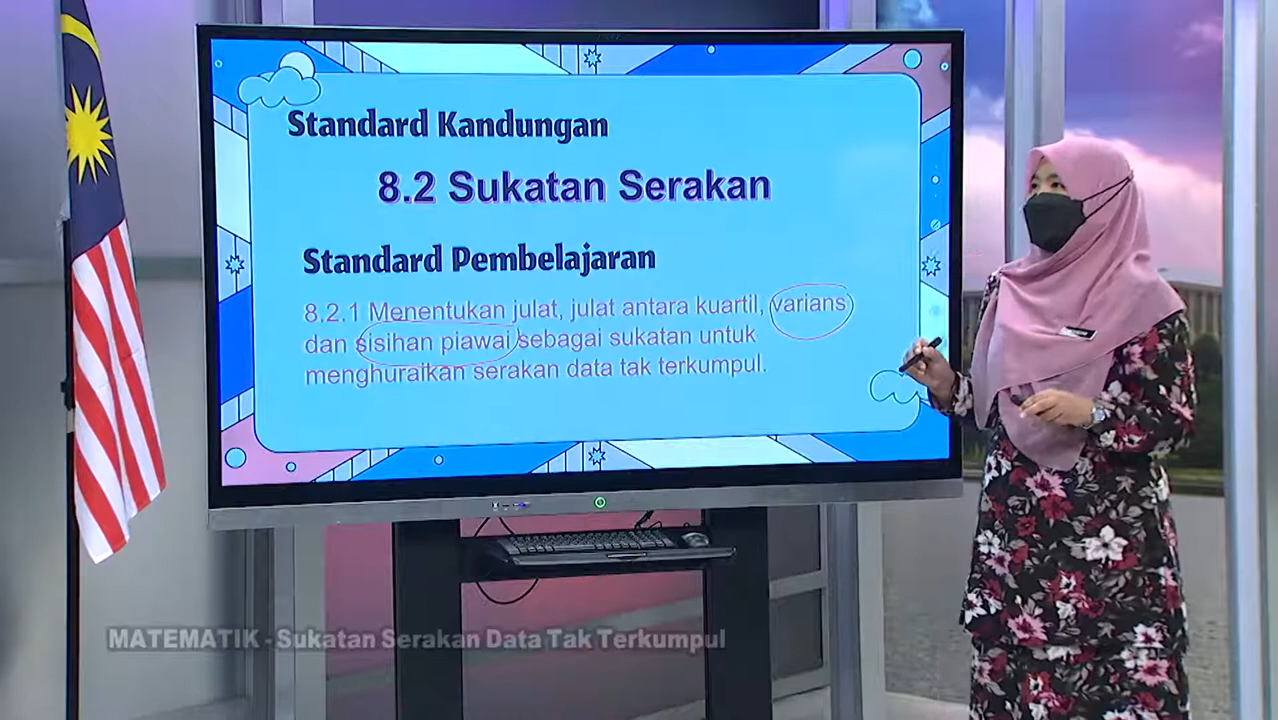 Standard Kandungan
8.2 Sukatan Serakan
Standard Pembelajaran
8.2.1 Menentukan julat, julat antara kuartil, varians
dan sisihan piawai sebagai sukatan untuk
menghuraikan serakan data tak terkumpul.
MATEMATIK - Sukatan Serakan Data Tak Terkumpul